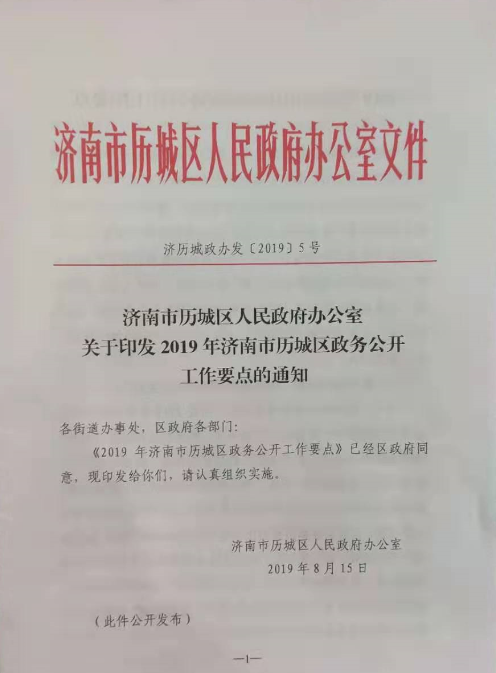 济南市历城区人民政府办公室文件
济历城政办发〔2019〕5号
济南市历城区人民政府办公室
关于印发2019年济南市历城区政务公开
工作要点的通知
各街道办事处，区政府各部门：
《2019 年济南市历城区政务公开工作要点》已经区政府同
意，现印发给你们，请认真组织实施。
济南市历城区人民政府办公室
2019年8月15日
（此件公开发布）
—1—